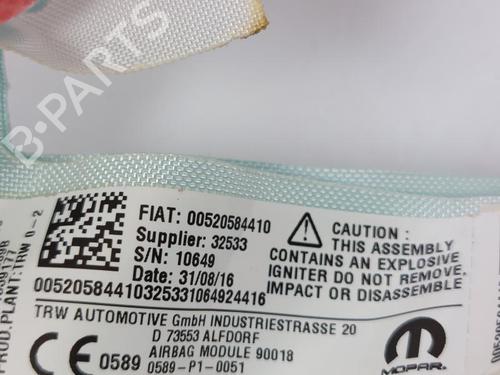 B-PARTS
FIAT: 00520584410
Supplier: 32533
S/N: 10649
Date: 31/08/16
00520584410325331064924416
CAUTION :
THIS ASSEMBLY
CONTAINS AN EXPLOSIVE
IGNITER DO NOT REMOVE,
IMPACT OR DISASSEMBLE
TRW AUTOMOTIVE GmbH INDUSTRIESTRASSE 20
D 73553 ALFDORF
AIRBAG MODULE 90018
0589-P1-0051
CE 0589
MOPAR
PROD.PLANT:TRW 0-2